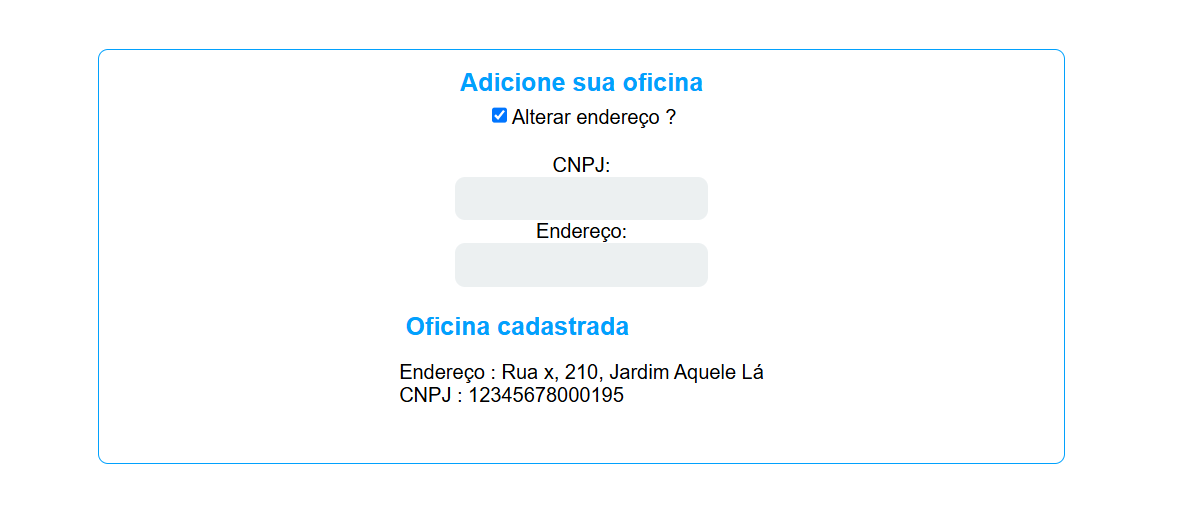 Adicione sua oficina
Alterar endereço ?
CNPJ:
Endereço:
Oficina cadastrada
Endereço : Rua x, 210, Jardim Aquele Lá
CNPJ : 12345678000195